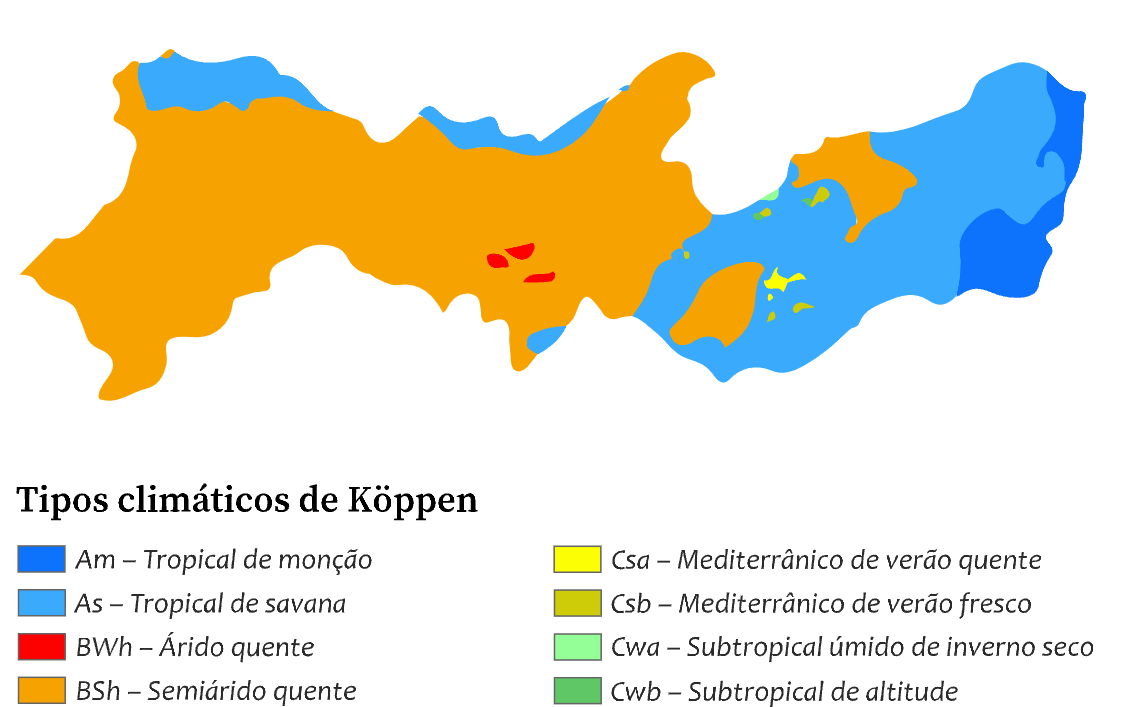 Tipos climáticos de Köppen
Am – Tropical de monção
As – Tropical de savana
BWh – Árido quente
BSh – Semiárido quente
Csa – Mediterrânico de verão quente
Csb – Mediterrânico de verão fresco
Cwa – Subtropical úmido de inverno seco
Cwb – Subtropical de altitude